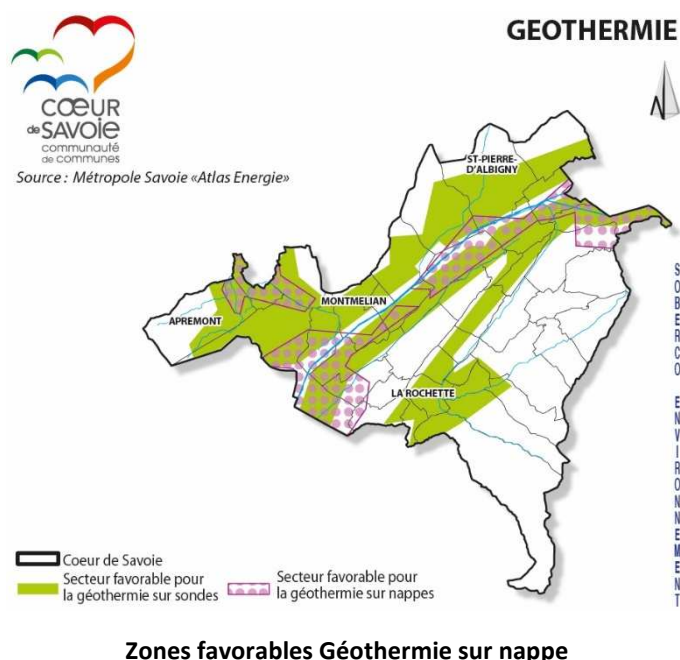 GEOTHERMIE
CŒUR
de SAVOIE
communauté
de communes
Source : Métropole Savoie «Atlas Energie»
N
ST-PIERRE-
D'ALBIGNY
MONTMELIAN
APREMONT
LA ROCHETTE
SOBERCO ENVIRONNEMENT
Coeur de Savoie
Secteur favorable pour
la géothermie sur sondes
Secteur favorable pour
la géothermie sur nappes
Zones favorables Géothermie sur nappe